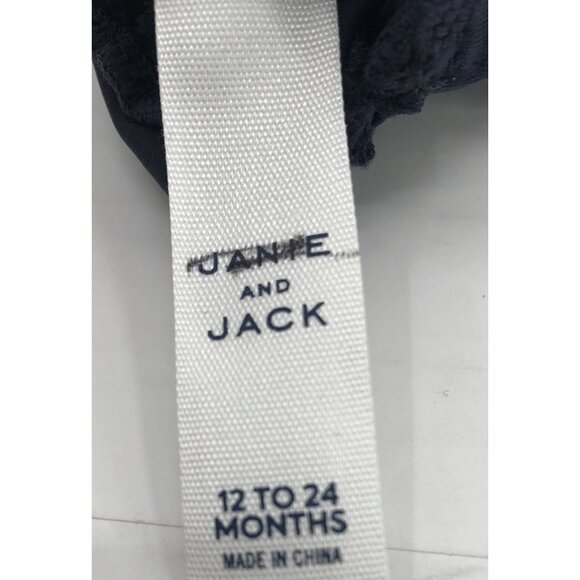 JANIE
AND
JACK
12 TO 24
MONTHS
MADE IN CHINA